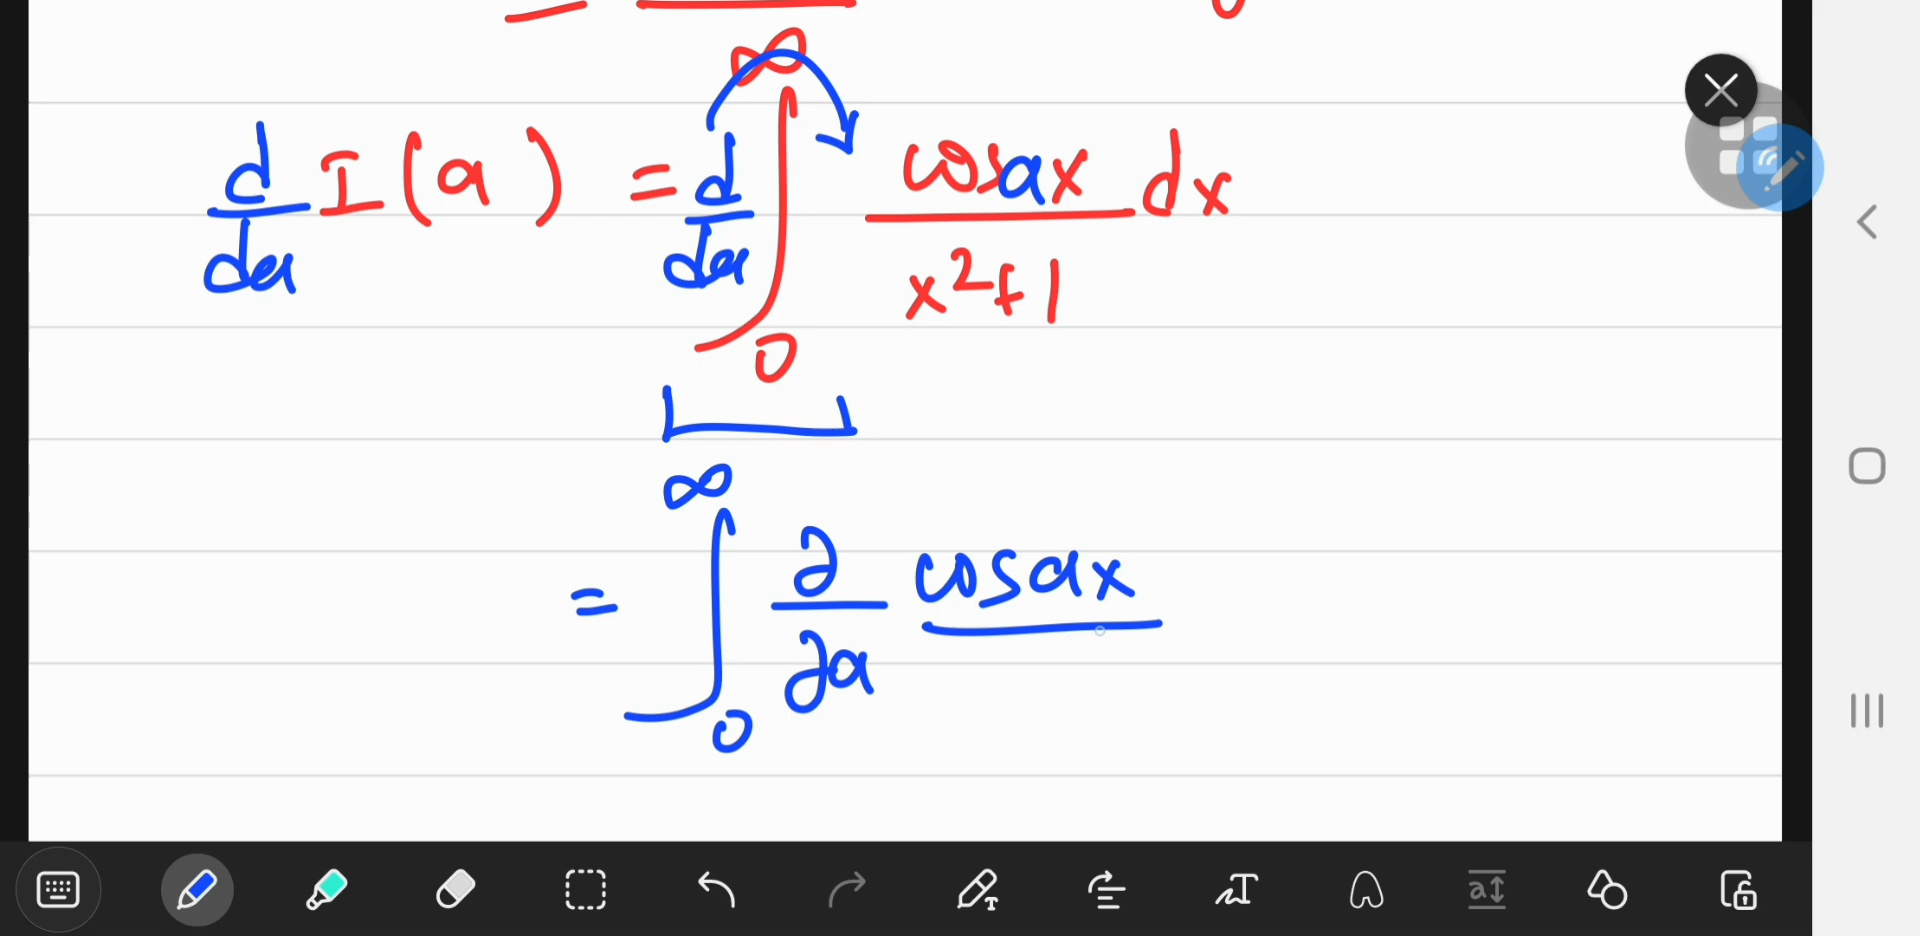 d/da I(a) = d/da ∫₀^∞ cosax/x²+1 dx
= ∫₀^∞ ∂/∂a cosax